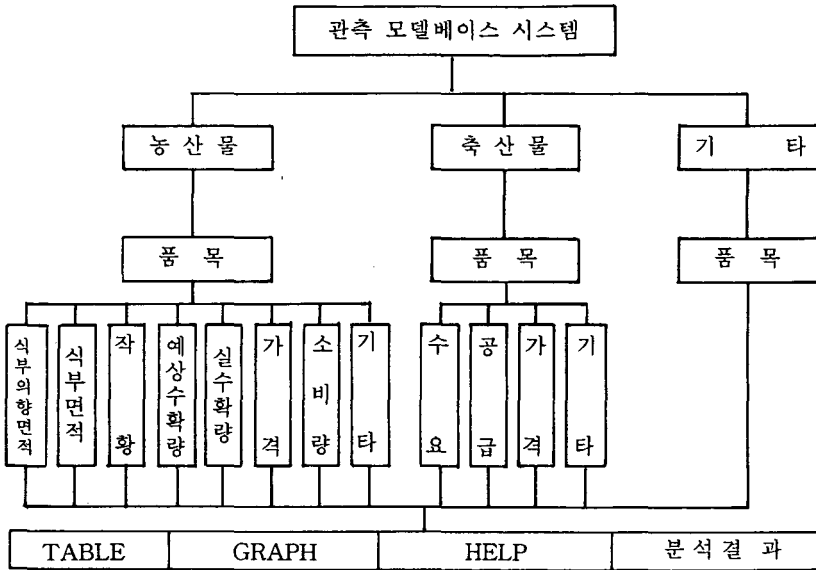 관측 모델베이스 시스템
농 산 물
축 산 물
기 타
품 목
품 목
품 목
식부의향면적
식부면적
작황
예상수확량
실수확량
가격
소비량
기타
수요
공급
가격
기타
TABLE
GRAPH
HELP
분석결 과